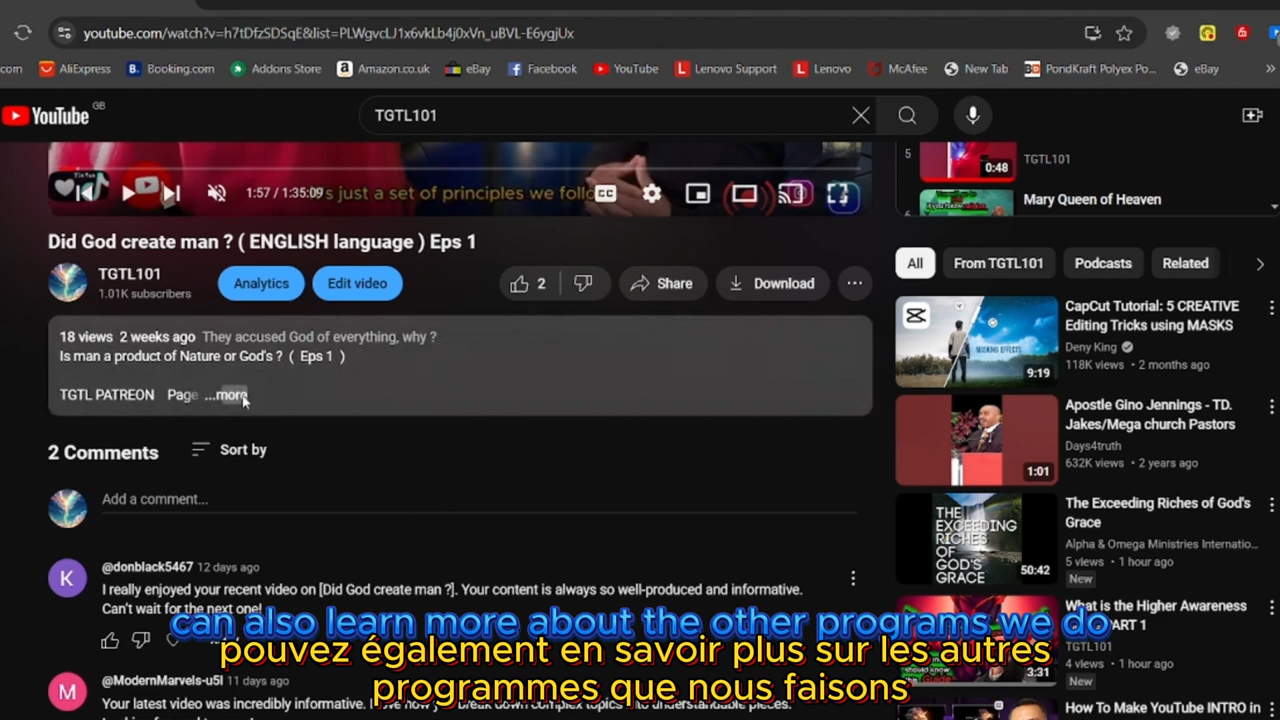 youtube.com/watch?v=h7tDfzSDSqE&list=PLWgvcLJ1x6vkLb4j0xVn_uBVL-E6ygjUx
com AliExpress Booking.com Addons Store Amazon.co.uk eBay Facebook YouTube Lenovo Support Lenovo McAfee New Tab PondKraft Polyex Po... eBay
YouTube GB
TGTL101
1:57 / 1:35:09
's just a set of principles we follo
CC
5
0:48
TGTL101
Mary Queen of Heaven
Did God create man ? ( ENGLISH language ) Eps 1
TGTL101
1.01K subscribers
Analytics
Edit video
2
Share
Download
All
From TGTL101
Podcasts
Related
18 views 2 weeks ago They accused God of everything, why ?
Is man a product of Nature or God's ? ( Eps 1 )
TGTL PATREON Page ...more
2 Comments
Sort by
Add a comment...
K
@donblack5467 12 days ago
I really enjoyed your recent video on [Did God create man ?]. Your content is always so well-produced and informative.
Can't wait for the next one!
M
@ModernMarvels-u5l 11 days ago
Your latest video was incredibly informative.
MASKING EFFECTS
9:19
CapCut Tutorial: 5 CREATIVE
Editing Tricks using MASKS
Deny King
118K views • 2 months ago
1:01
Apostle Gino Jennings - TD.
Jakes/Mega church Pastors
Days4truth
632K views • 2 years ago
THE
EXCEEDING
RICHES OF
GOD'S
GRACE
50:42
The Exceeding Riches of God's
Grace
Alpha & Omega Ministries Internatio...
5 views • 1 hour ago
New
3:31
What is the Higher Awareness
PART 1
TGTL101
4 views • 1 hour ago
New
How To Make YouTube INTRO in
can also learn more about the other programs we do
pouvez également en savoir plus sur les autres
programmes que nous faisons